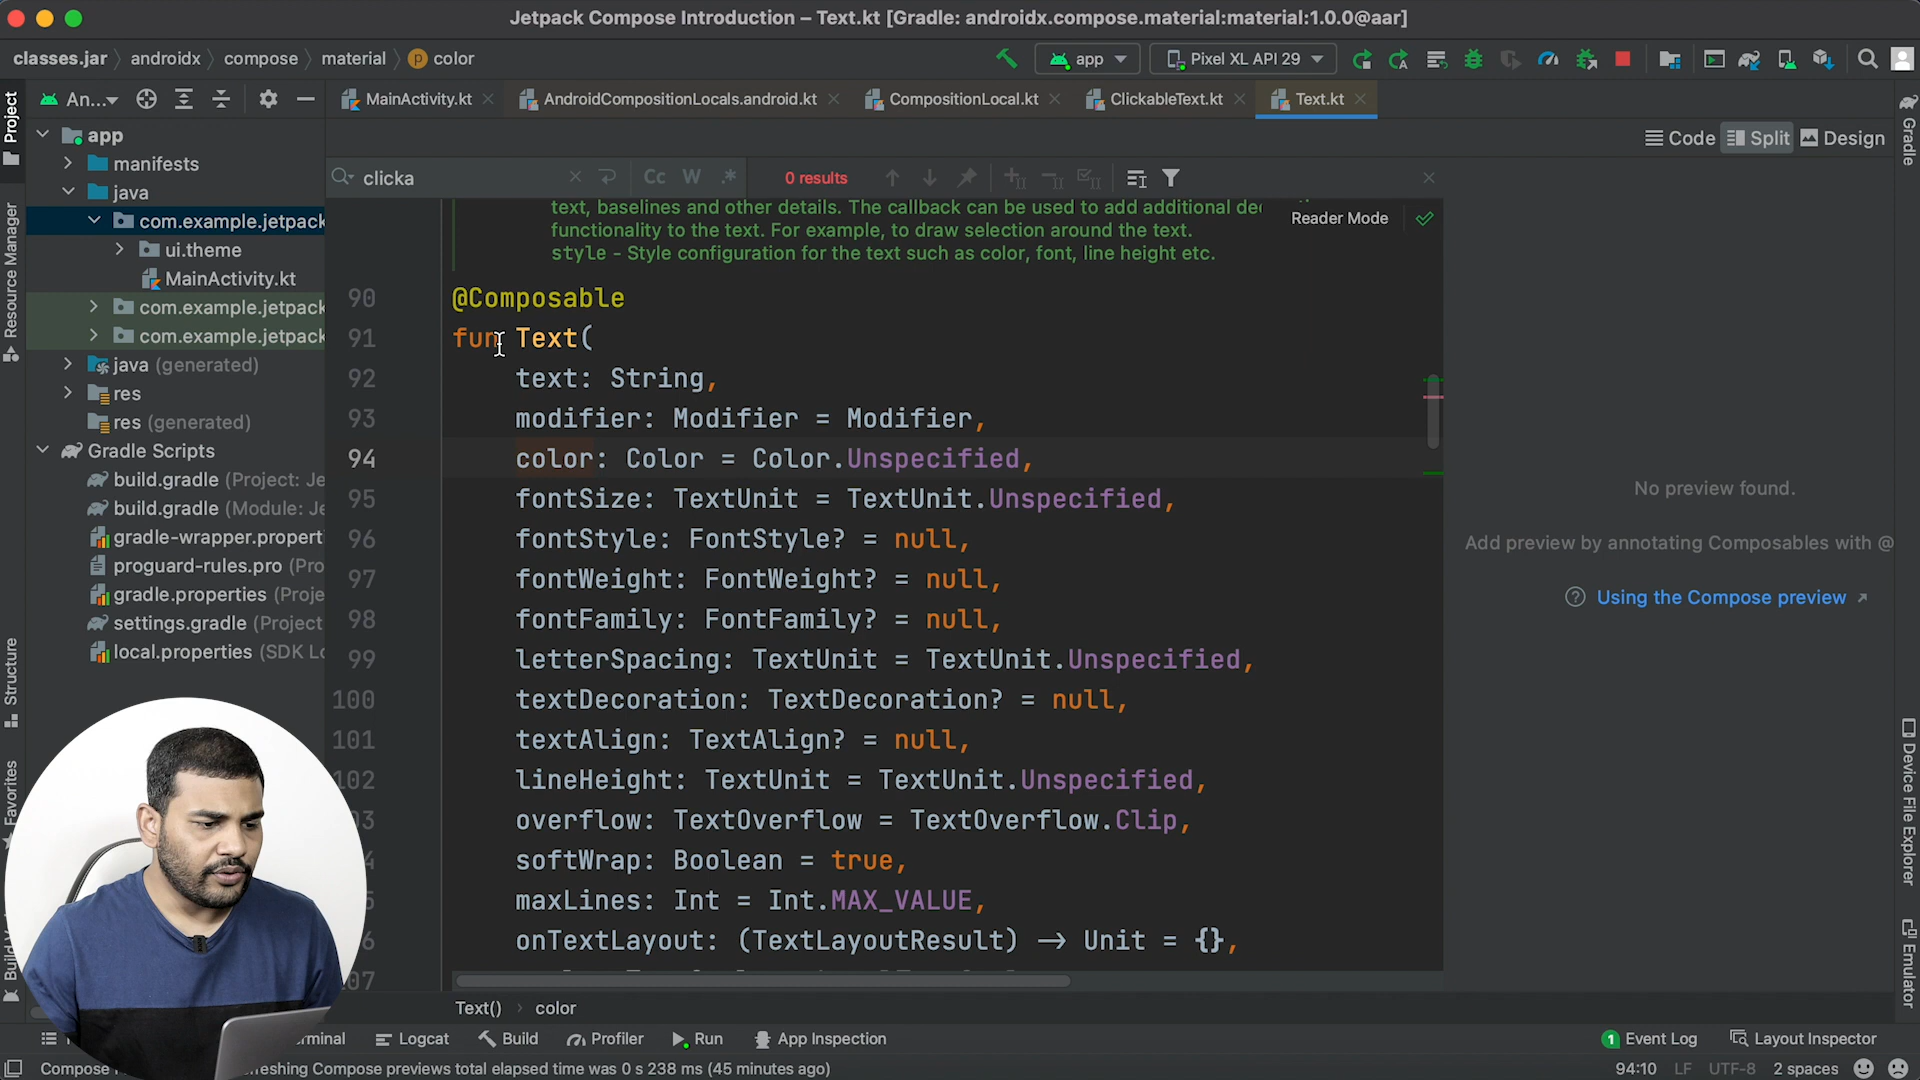 Jetpack Compose Introduction – Text.kt [Gradle: androidx.compose.material:material:1.0.0@aar]
classes.jar androidx compose material color
app Pixel XL API 29
An... MainActivity.kt AndroidCompositionLocals.android.kt CompositionLocal.kt ClickableText.kt Text.kt
Code Split Design
clicka Cc W .* 0 results
Reader Mode
Project
Resource Manager
Structure
Favorites
app
manifests
java
com.example.jetpack
ui.theme
MainActivity.kt
com.example.jetpack
com.example.jetpack
java (generated)
res
res (generated)
Gradle Scripts
build.gradle (Project: Je
build.gradle (Module: Je
gradle-wrapper.properti
proguard-rules.pro (Pro
gradle.properties (Proje
settings.gradle (Project
local.properties (SDK Lo
text, baselines and other details. The callback can be used to add additional de
functionality to the text. For example, to draw selection around the text.
style - Style configuration for the text such as color, font, line height etc.
90 @Composable
91 fun Text(
92 text: String,
93 modifier: Modifier = Modifier,
94 color: Color = Color.Unspecified,
95 fontSize: TextUnit = TextUnit.Unspecified,
96 fontStyle: FontStyle? = null,
97 fontWeight: FontWeight? = null,
98 fontFamily: FontFamily? = null,
99 letterSpacing: TextUnit = TextUnit.Unspecified,
100 textDecoration: TextDecoration? = null,
101 textAlign: TextAlign? = null,
102 lineHeight: TextUnit = TextUnit.Unspecified,
03 overflow: TextOverflow = TextOverflow.Clip,
4 softWrap: Boolean = true,
maxLines: Int = Int.MAX_VALUE,
6 onTextLayout: (TextLayoutResult) → Unit = {},
07
No preview found.
Add preview by annotating Composables with @
Using the Compose preview
Gradle
Device File Explorer
Emulator
Text() color
rminal Logcat Build Profiler Run App Inspection 1 Event Log Layout Inspector
Compose freshing Compose previews total elapsed time was 0 s 238 ms (45 minutes ago) 94:10 LF UTF-8 2 spaces